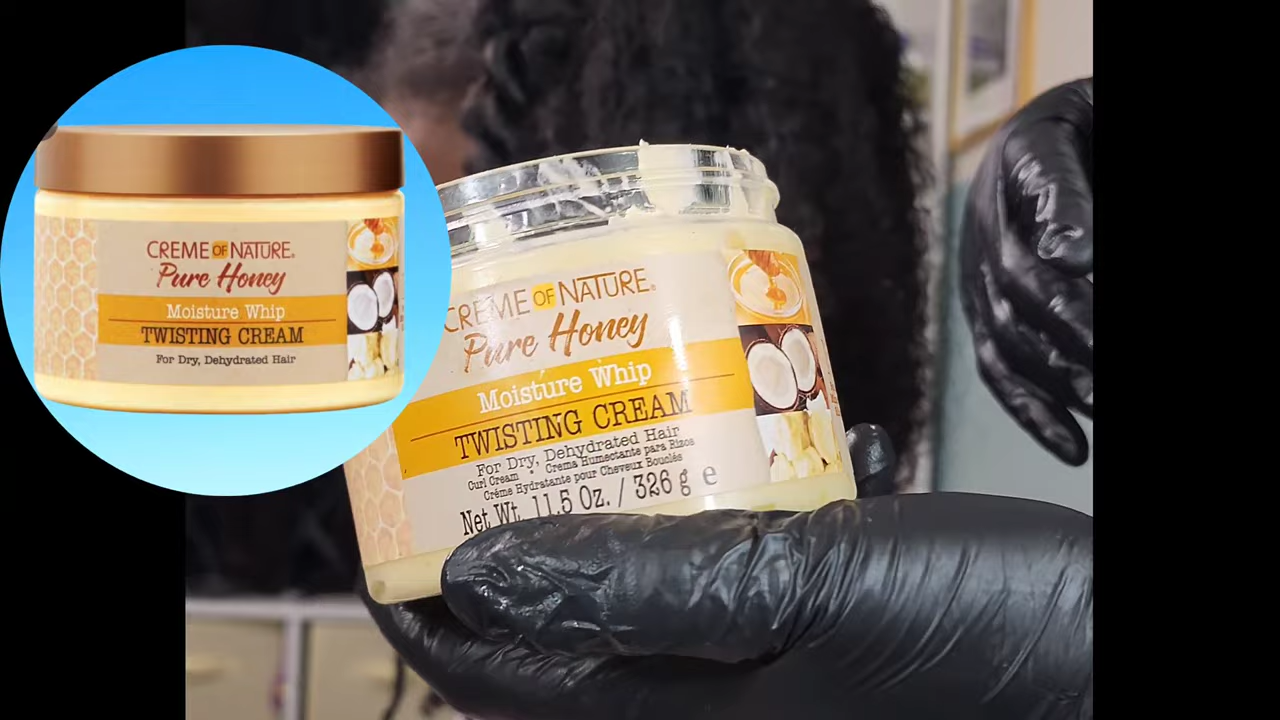 CREME OF NATURE®
Pure Honey
Moisture Whip
TWISTING CREAM
For Dry, Dehydrated Hair
CREME OF NATURE®
Pure Honey
Moisture Whip
TWISTING CREAM
For Dry, Dehydrated Hair
Curl Cream • Crema Humectante para Rizos
Créme Hydratante pour Cheveux Bouclés
Net Wt. 11.5 Oz. / 326 g e